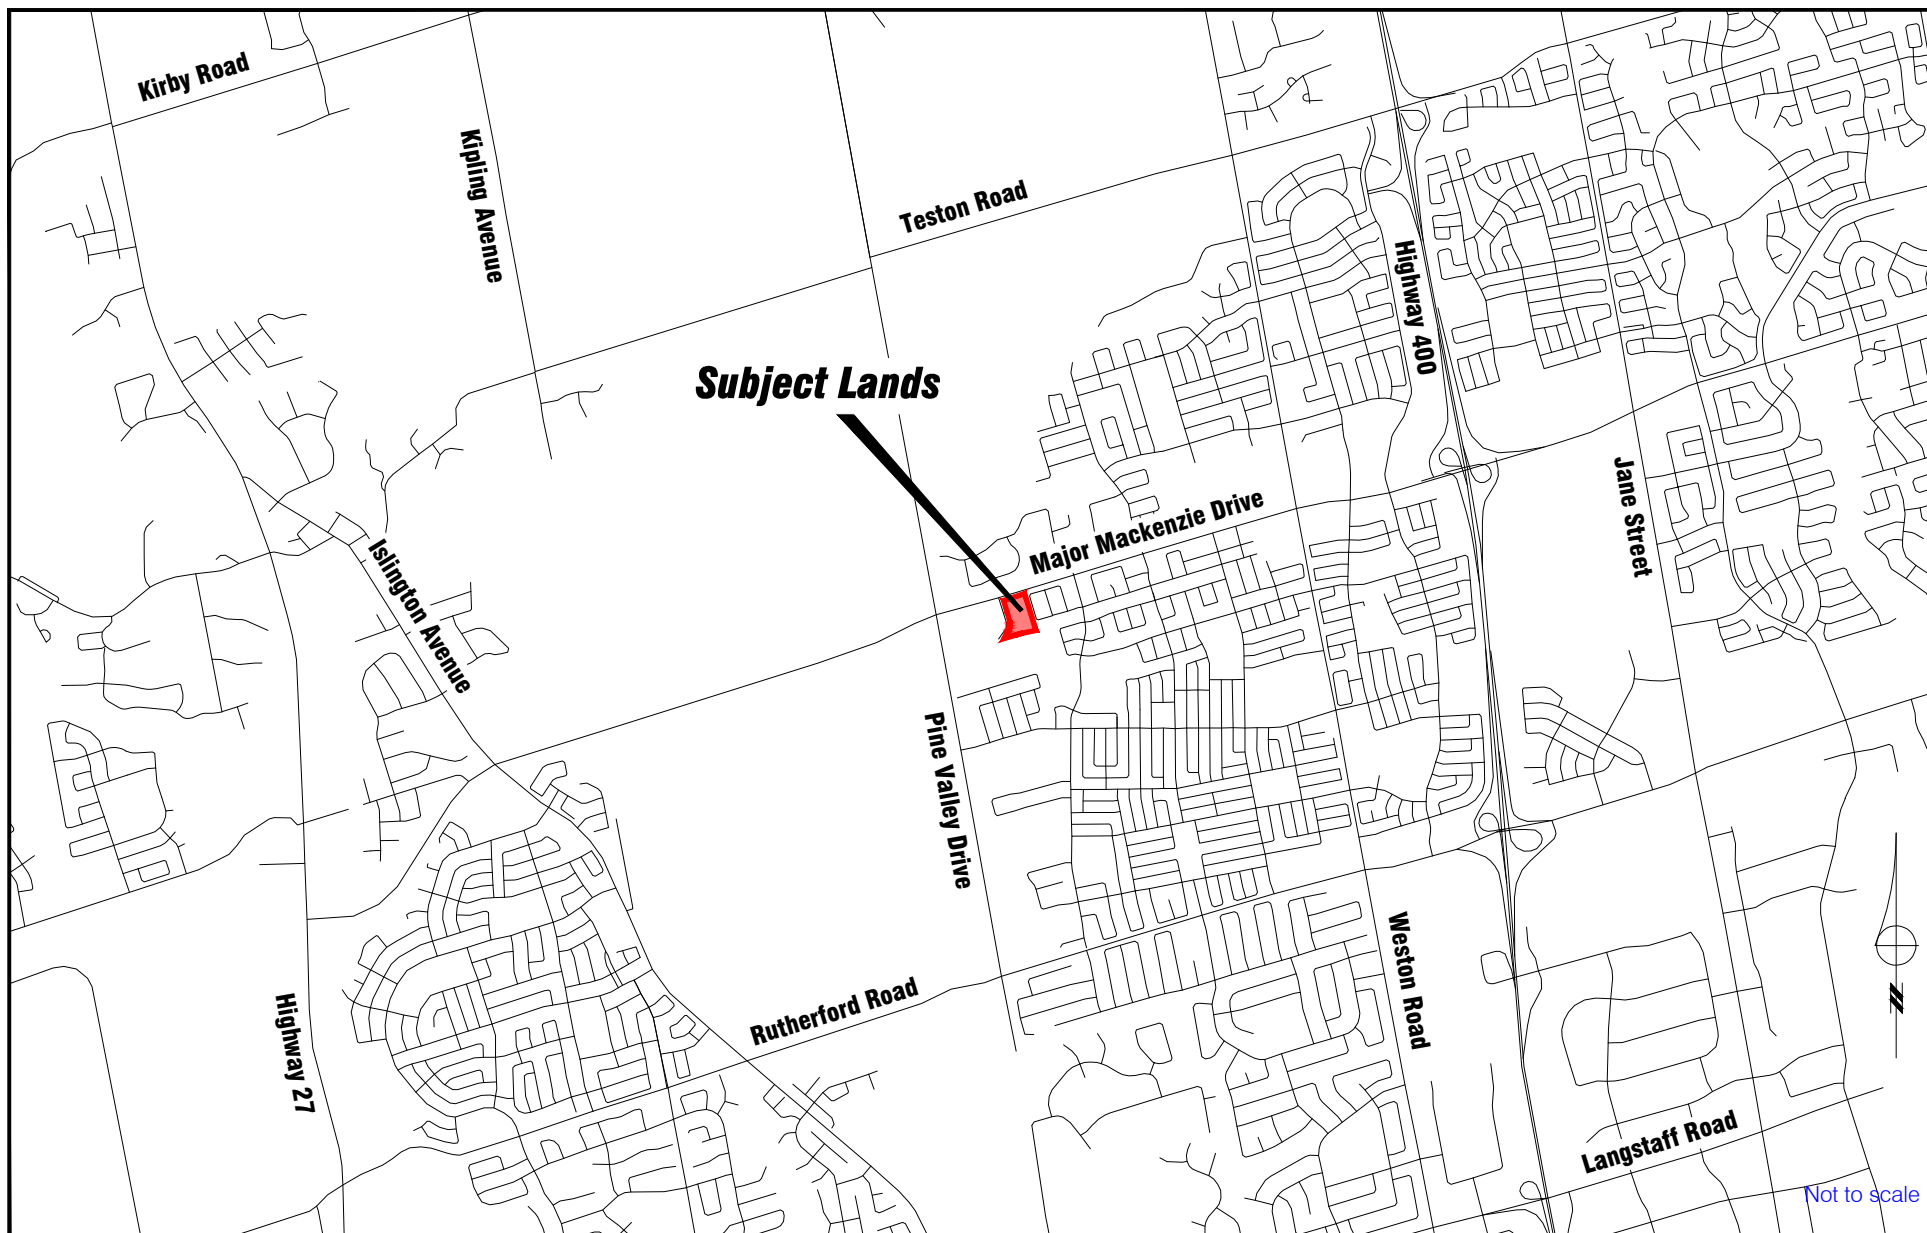 Kirby Road
Kipling Avenue
Teston Road
Highway 400
Subject Lands
Jane Street
Major Mackenzie Drive
Islington Avenue
Pine Valley Drive
Weston Road
Rutherford Road
Highway 27
Langstaff Road
Not to scale